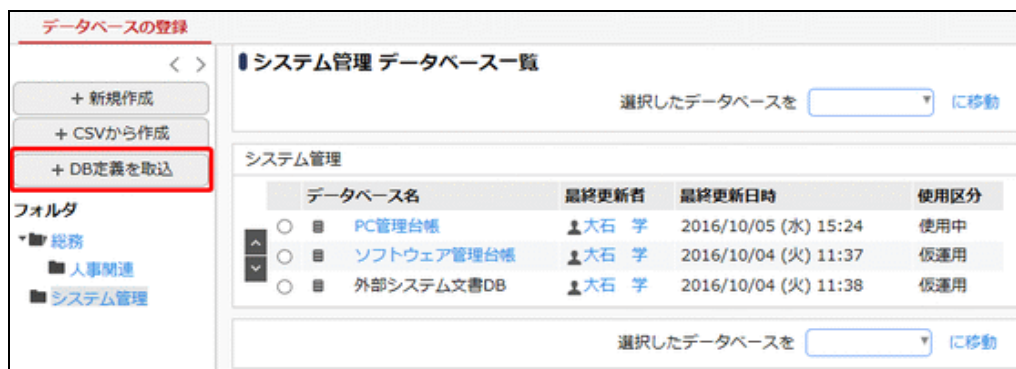 データベースの登録
< >
+ 新規作成
+ CSVから作成
+ DB定義を取込
フォルダ
総務
人事関連
システム管理
システム管理 データベース一覧
選択したデータベースを に移動
システム管理
データベース名 最終更新者 最終更新日時 使用区分
PC管理台帳 大石 学 2016/10/05 (水) 15:24 使用中
ソフトウェア管理台帳 大石 学 2016/10/04 (火) 11:37 仮運用
外部システム文書DB 大石 学 2016/10/04 (火) 11:38 仮運用
選択したデータベースを に移動